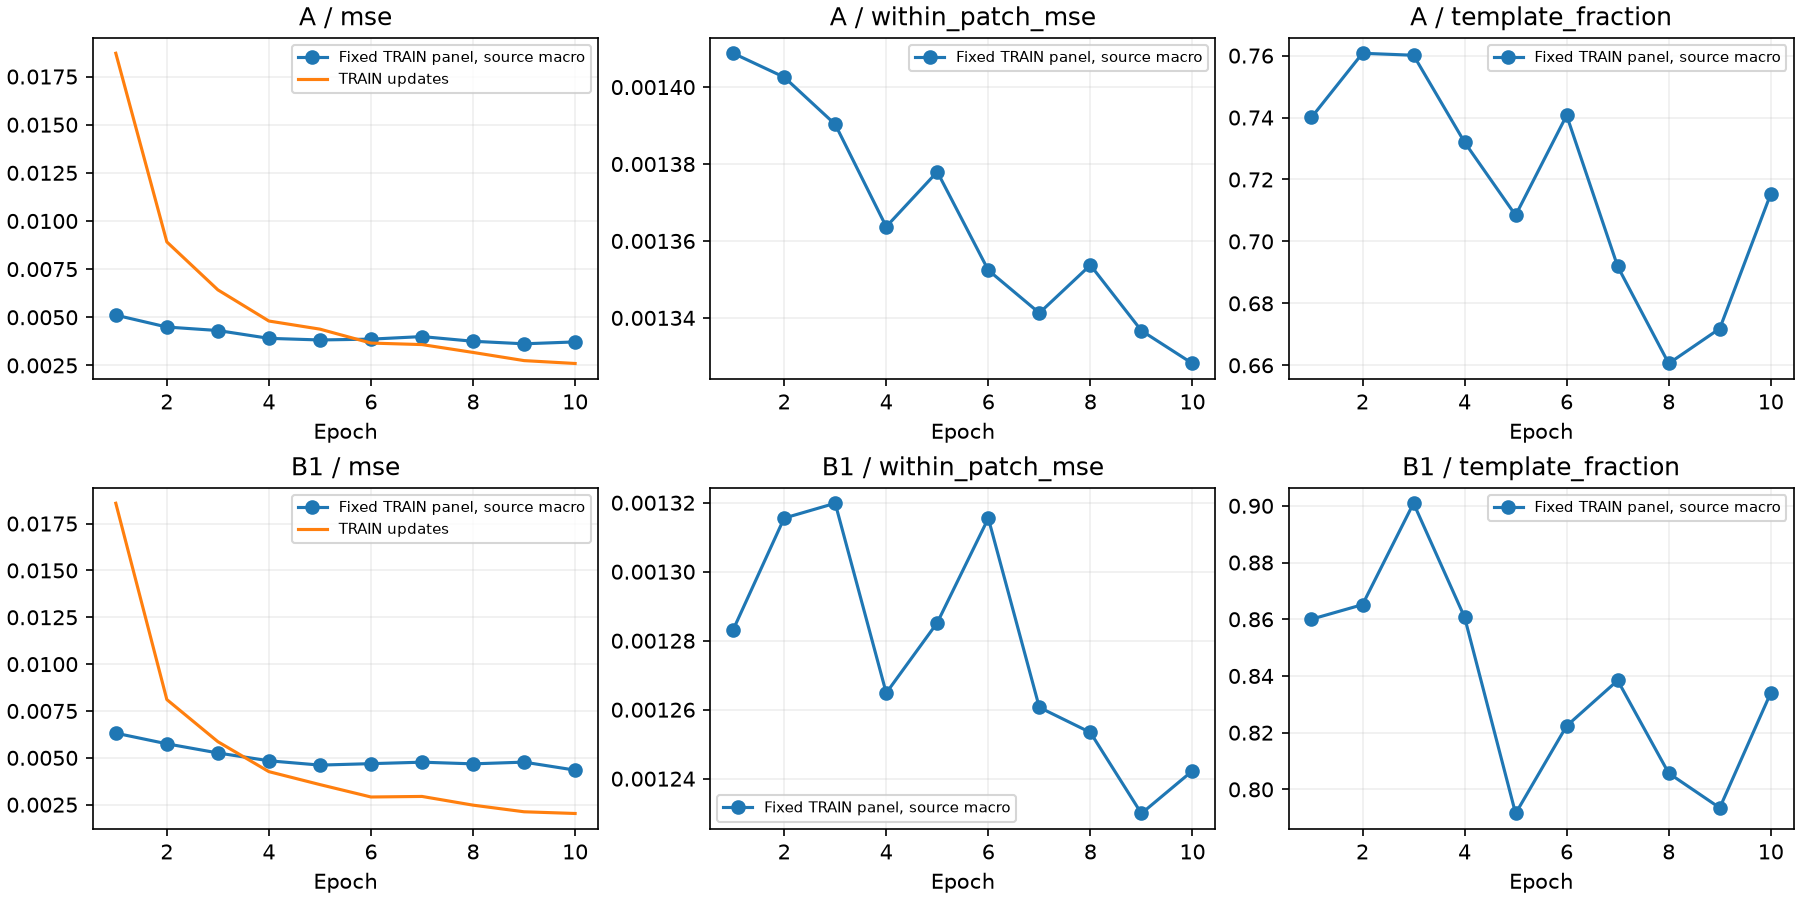 A / mse
Fixed TRAIN panel, source macro
TRAIN updates
0.0175
0.0150
0.0125
0.0100
0.0075
0.0050
0.0025
2 4 6 8 10
Epoch
A / within_patch_mse
Fixed TRAIN panel, source macro
0.00140
0.00138
0.00136
0.00134
2 4 6 8 10
Epoch
A / template_fraction
Fixed TRAIN panel, source macro
0.76
0.74
0.72
0.70
0.68
0.66
2 4 6 8 10
Epoch
B1 / mse
Fixed TRAIN panel, source macro
TRAIN updates
0.0175
0.0150
0.0125
0.0100
0.0075
0.0050
0.0025
2 4 6 8 10
Epoch
B1 / within_patch_mse
0.00132
0.00130
0.00128
0.00126
0.00124
Fixed TRAIN panel, source macro
2 4 6 8 10
Epoch
B1 / template_fraction
Fixed TRAIN panel, source macro
0.90
0.88
0.86
0.84
0.82
0.80
2 4 6 8 10
Epoch